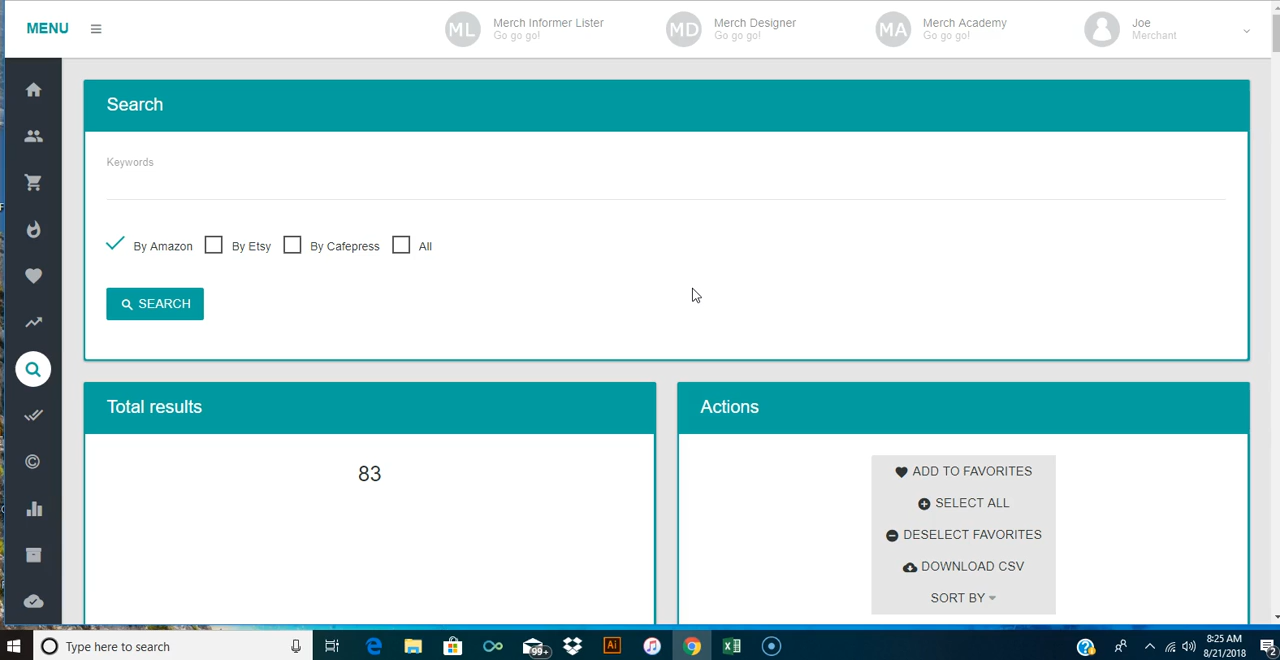 MENU
ML Merch Informer Lister
Go go go!
MD Merch Designer
Go go go!
MA Merch Academy
Go go go!
Joe
Merchant
Search
Keywords
By Amazon By Etsy By Cafepress All
SEARCH
Total results
83
Actions
ADD TO FAVORITES
SELECT ALL
DESELECT FAVORITES
DOWNLOAD CSV
SORT BY
Type here to search
99+
Ai
8:25 AM
8/21/2018
2